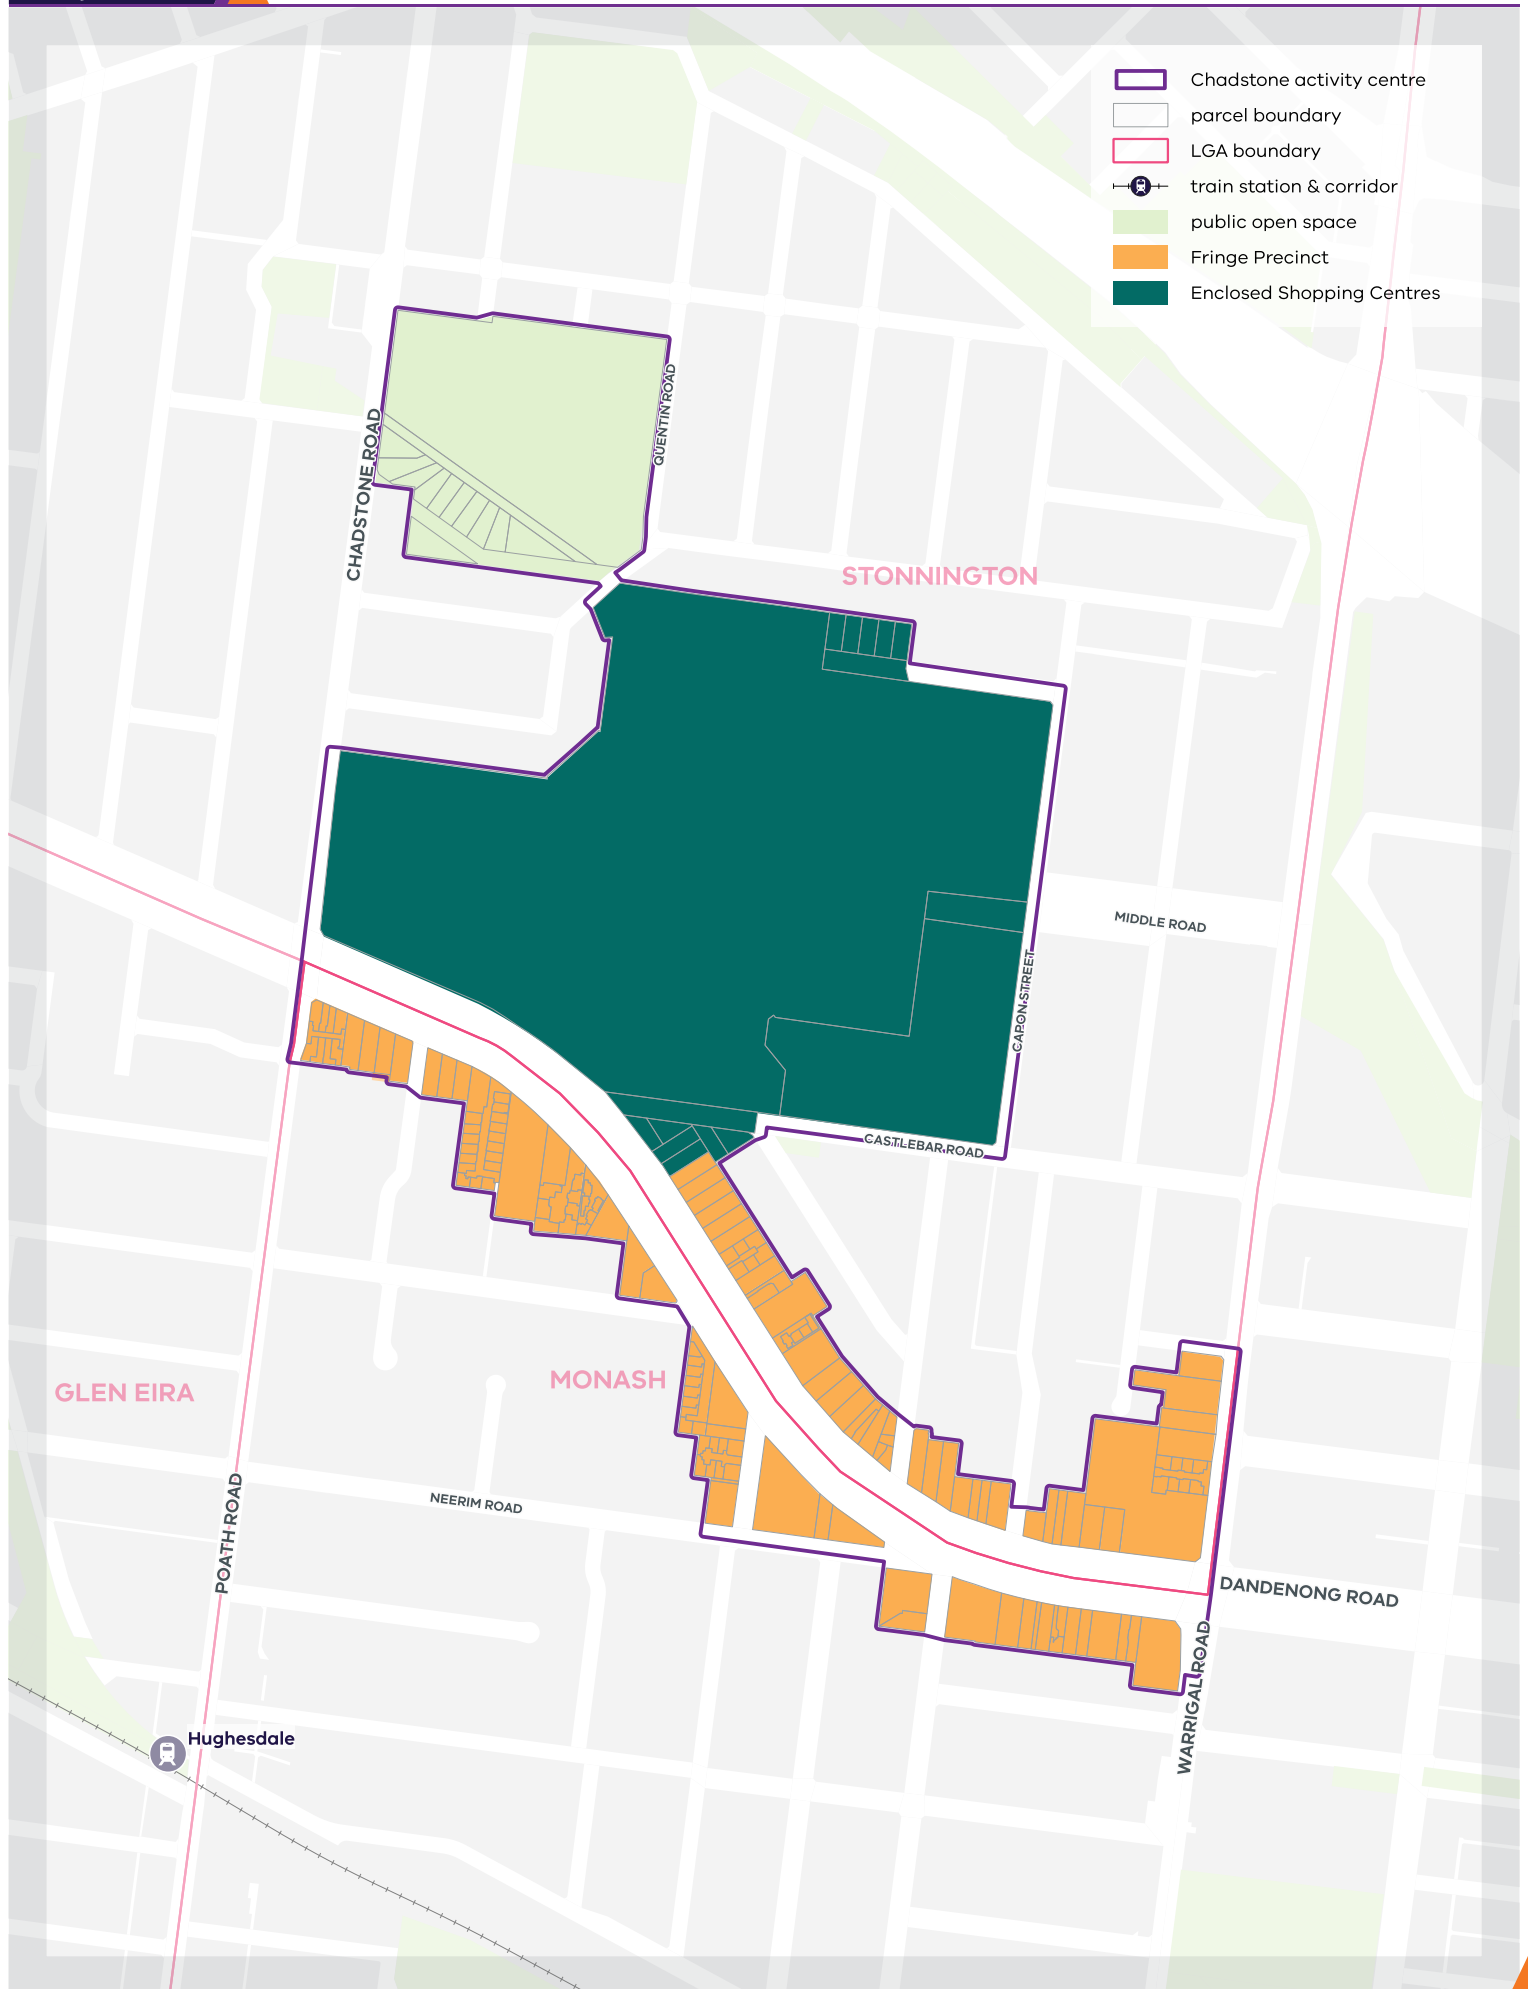 Chadstone activity centre
parcel boundary
LGA boundary
train station & corridor
public open space
Fringe Precinct
Enclosed Shopping Centres
QUENTIN ROAD
CHADSTONE ROAD
STONNINGTON
MIDDLE ROAD
CAPON STREET
CASTLEBAR ROAD
GLEN EIRA
MONASH
NEERIM ROAD
POATH ROAD
DANDENONG ROAD
WARRIGAL ROAD
Hughesdale